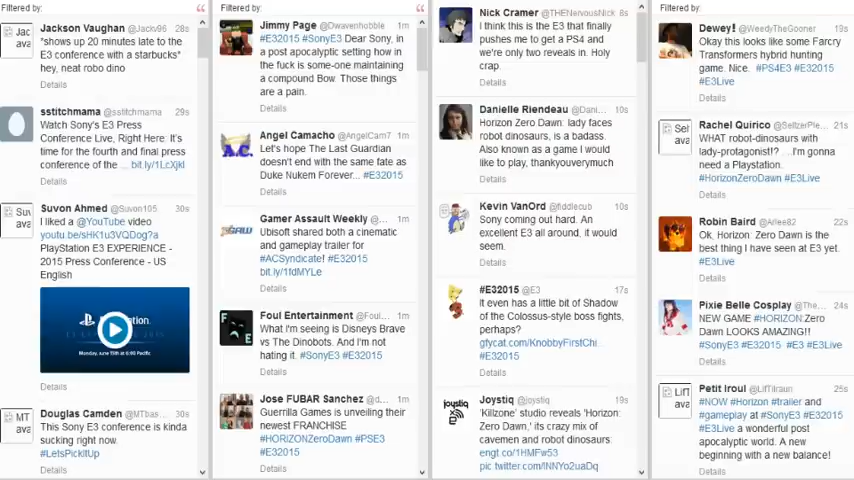 Filtered by:
Jackson Vaughan @Jackv96 28s
*shows up 20 minutes late to the
E3 conference with a starbucks*
hey, neat robo dino
Details
sstitchmama @sstitchmama 29s
Watch Sony's E3 Press
Conference Live, Right Here: It's
time for the fourth and final press
conference of the... bit.ly/1LcXjkl
Details
Suvon Ahmed @Suvon105 30s
I liked a @YouTube video
youtu.be/sHK1u3VQDog?a
PlayStation E3 EXPERIENCE -
2015 Press Conference - US
English
Monday, June 15th at 6:00 Pacific
Details
Douglas Camden @MTbas... 30s
This Sony E3 conference is kinda
sucking right now.
#LetsPickItUp
Details
Filtered by:
Jimmy Page @Dwavenhobble 1m
#E32015 #SonyE3 Dear Sony, in
a post apocalyptic setting how in
the fuck is some-one maintaining
a compound Bow. Those things
are a pain.
Details
Angel Camacho @AngelCam7 1m
Let's hope The Last Guardian
doesn't end with the same fate as
Duke Nukem Forever... #E32015
Details
Gamer Assault Weekly @... 1m
Ubisoft shared both a cinematic
and gameplay trailer for
#ACSyndicate! #E32015
bit.ly/1fdMYLe
Details
Foul Entertainment @Foul... 1m
What I'm seeing is Disneys Brave
vs The Dinobots. And I'm not
hating it. #SonyE3 #E32015
Details
Jose FUBAR Sanchez @d... 1m
Guerrilla Games is unveiling their
newest FRANCHISE
#HORIZONZeroDawn #PSE3
#E32015
Details
Nick Cramer @THENervousNick 8s
I think this is the E3 that finally
pushes me to get a PS4 and
we're only two reveals in. Holy
crap.
Details
Danielle Riendeau @Dani... 10s
Horizon Zero Dawn: lady faces
robot dinosaurs, is a badass.
Also known as a game I would
like to play, thankyouverymuch
Details
Kevin VanOrd @fiddlecub 10s
Sony coming out hard. An
excellent E3 all around, it would
seem.
Details
#E32015 @E3 17s
It even has a little bit of Shadow
of the Colossus-style boss fights,
perhaps?
gfycat.com/KnobbyFirstChi...
#E32015
Details
Joystiq @joystiq 19s
'Killzone' studio reveals 'Horizon:
Zero Dawn,' its crazy mix of
cavemen and robot dinosaurs:
engt.co/1HMFw53
pic.twitter.com/lNNYo2uaDq
Filtered by:
Dewey! @WeedyTheGooner 19s
Okay this looks like some Farcry
Transformers hybrid hunting
game. Nice. #PS4E3 #E32015
#E3Live
Details
Rachel Quirico @SeltzerPle... 21s
WHAT robot-dinosaurs with
lady-protagonist!? ...I'm gonna
need a Playstation.
#HorizonZeroDawn #E3Live
Details
Robin Baird @Arlee82 22s
Ok, Horizon: Zero Dawn is the
best thing I have seen at E3 yet.
#E3Live
Details
Pixie Belle Cosplay @The... 24s
NEW GAME #HORIZON:Zero
Dawn LOOKS AMAZING!!
#SonyE3 #E32015 #E3 #E3Live
Details
Petit Iroul @LilTiIraun 25s
#NOW #Horizon #trailer and
#gameplay at #SonyE3 #E32015
#E3Live a wonderful post
apocalyptic world. A new
beginning with a new balance!
Details